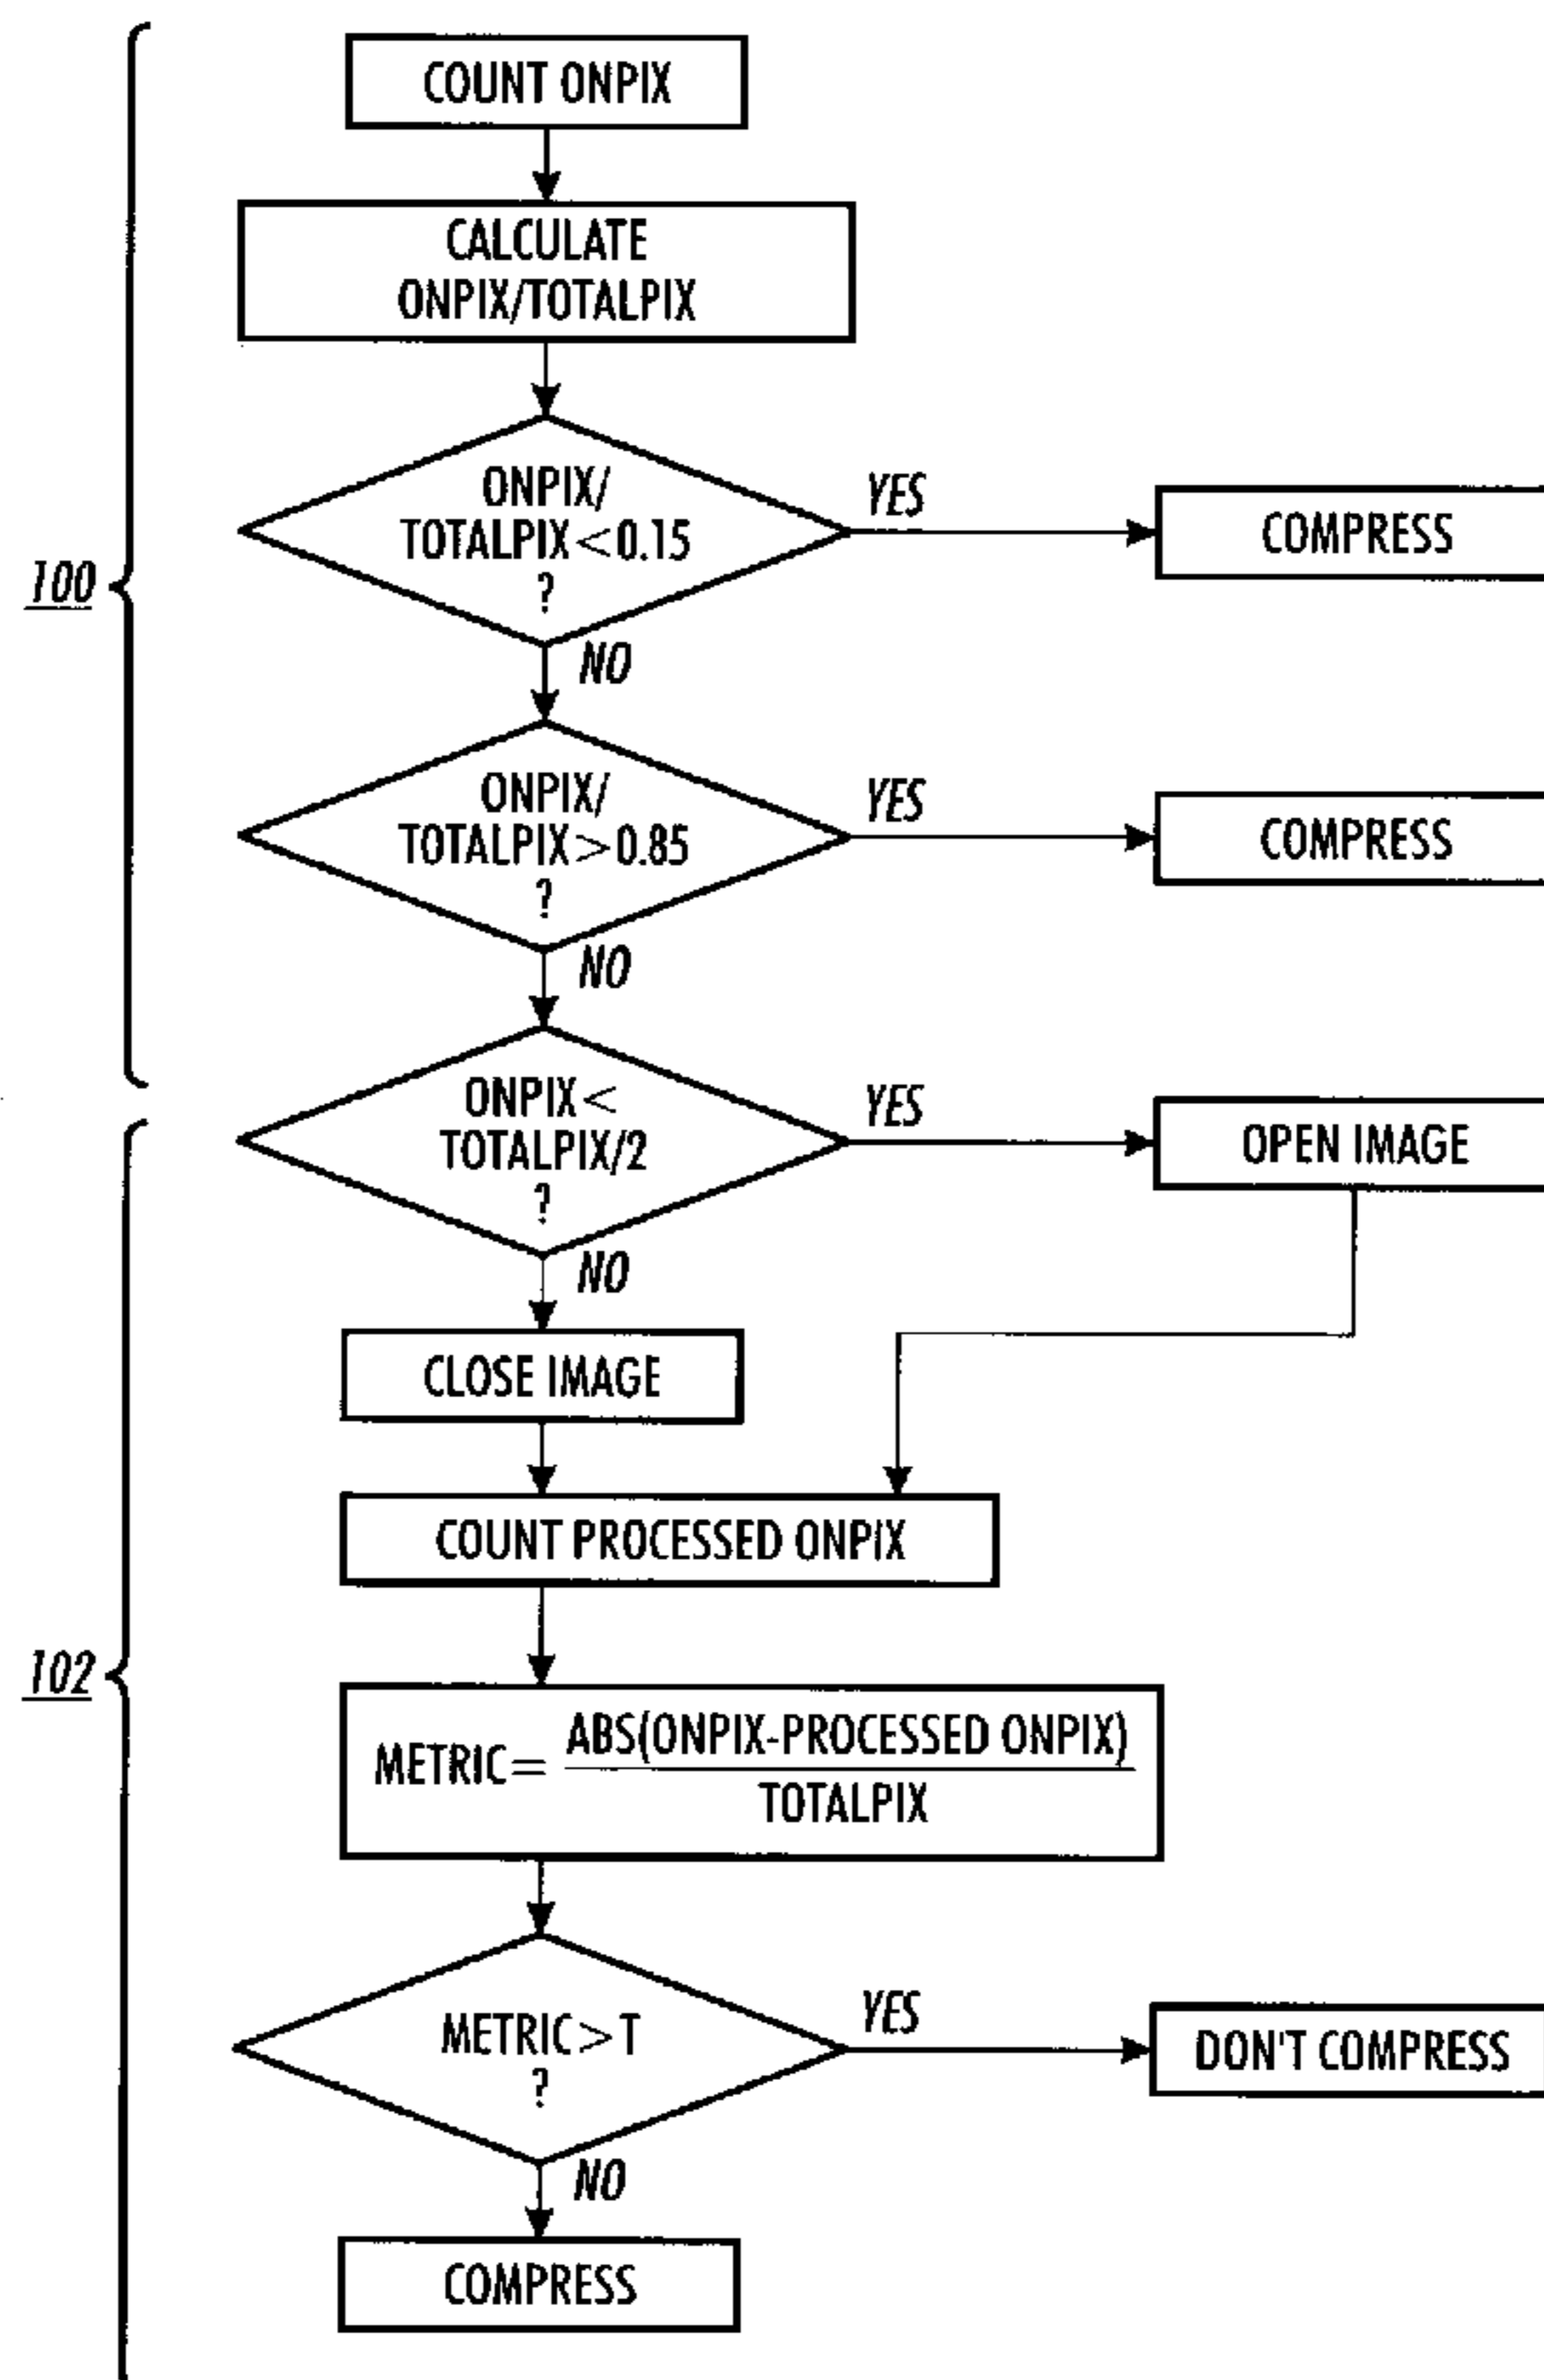 COUNT ONPIX
CALCULATE
ONPIX/TOTALPIX
ONPIX/
TOTALPIX<0.15
?
YES
COMPRESS
100
NO
ONPIX/
TOTALPIX>0.85
?
YES
COMPRESS
NO
ONPIX<
TOTALPIX/2
?
YES
OPEN IMAGE
NO
CLOSE IMAGE
COUNT PROCESSED ONPIX
102
METRIC= ABS(ONPIX-PROCESSED ONPIX)
TOTALPIX
METRIC>T
?
YES
DON'T COMPRESS
NO
COMPRESS